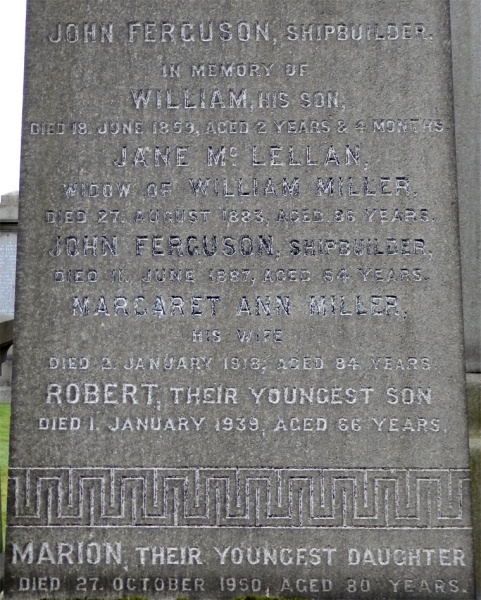 JOHN FERGUSON, SHIPBUILDER.
IN MEMORY OF
WILLIAM, HIS SON,
DIED 18. JUNE 1859, AGED 2 YEARS & 4 MONTHS.
JANE Mc LELLAN,
WIDOW OF WILLIAM MILLER.
DIED 27. AUGUST 1883, AGED 86 YEARS.
JOHN FERGUSON, SHIPBUILDER,
DIED 11. JUNE 1887, AGED 64 YEARS.
MARGARET ANN MILLER,
HIS WIFE
DIED 2. JANUARY 1918, AGED 84 YEARS
ROBERT, THEIR YOUNGEST SON
DIED 1. JANUARY 1939, AGED 66 YEARS.
MARION, THEIR YOUNGEST DAUGHTER
DIED 27. OCTOBER 1950, AGED 80 YEARS.